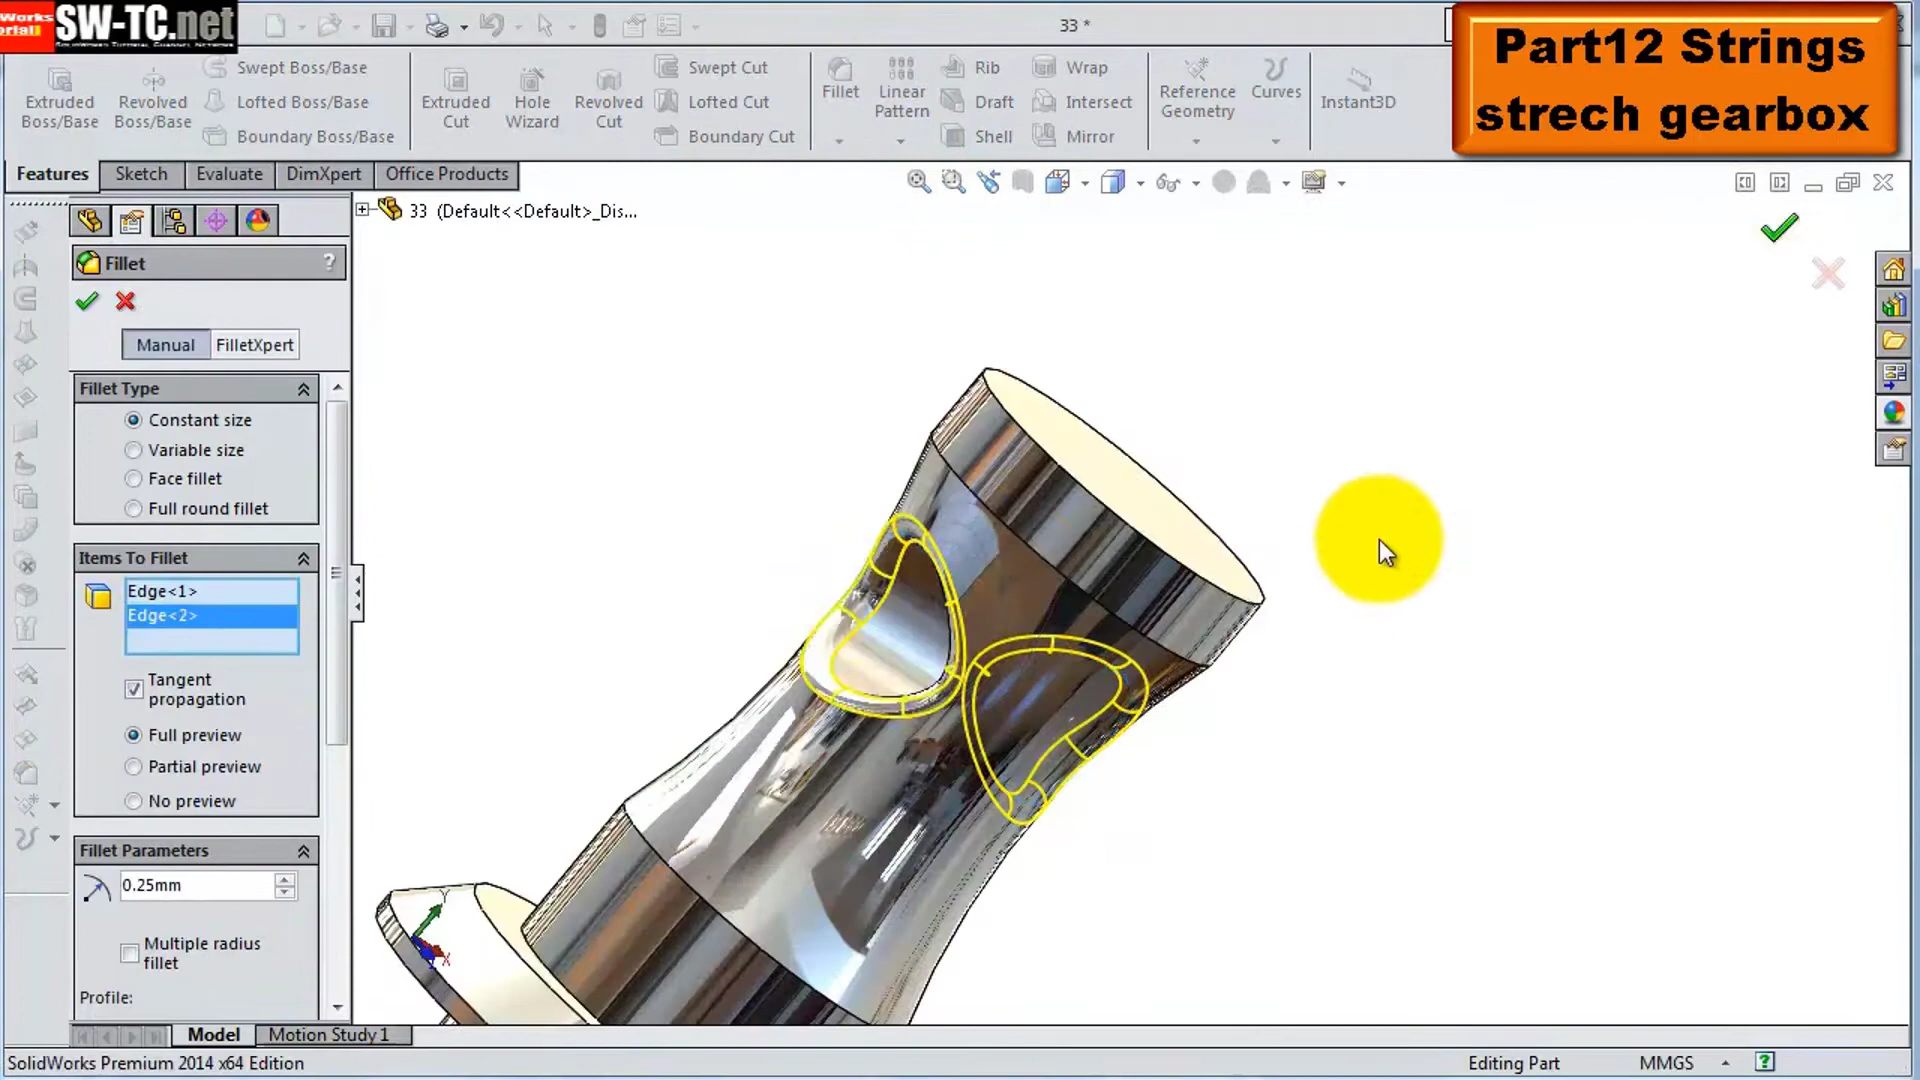 Works
SW-TC.net
33 *
Part12 Strings
strech gearbox
Extruded
Boss/Base
Revolved
Boss/Base
Swept Boss/Base
Lofted Boss/Base
Boundary Boss/Base
Extruded
Cut
Hole
Wizard
Revolved
Cut
Swept Cut
Lofted Cut
Boundary Cut
Fillet
Linear
Pattern
Rib
Draft
Shell
Wrap
Intersect
Mirror
Reference
Geometry
Curves
Instant3D
Features
Sketch
Evaluate
DimXpert
Office Products
33 (Default<<Default>_Dis...
Fillet
?
Manual
FilletXpert
Fillet Type
Constant size
Variable size
Face fillet
Full round fillet
Items To Fillet
Edge<1>
Edge<2>
Tangent
propagation
Full preview
Partial preview
No preview
Fillet Parameters
0.25mm
Multiple radius
fillet
Profile:
Y
X
Model
Motion Study 1
SolidWorks Premium 2014 x64 Edition
Editing Part
MMGS
?